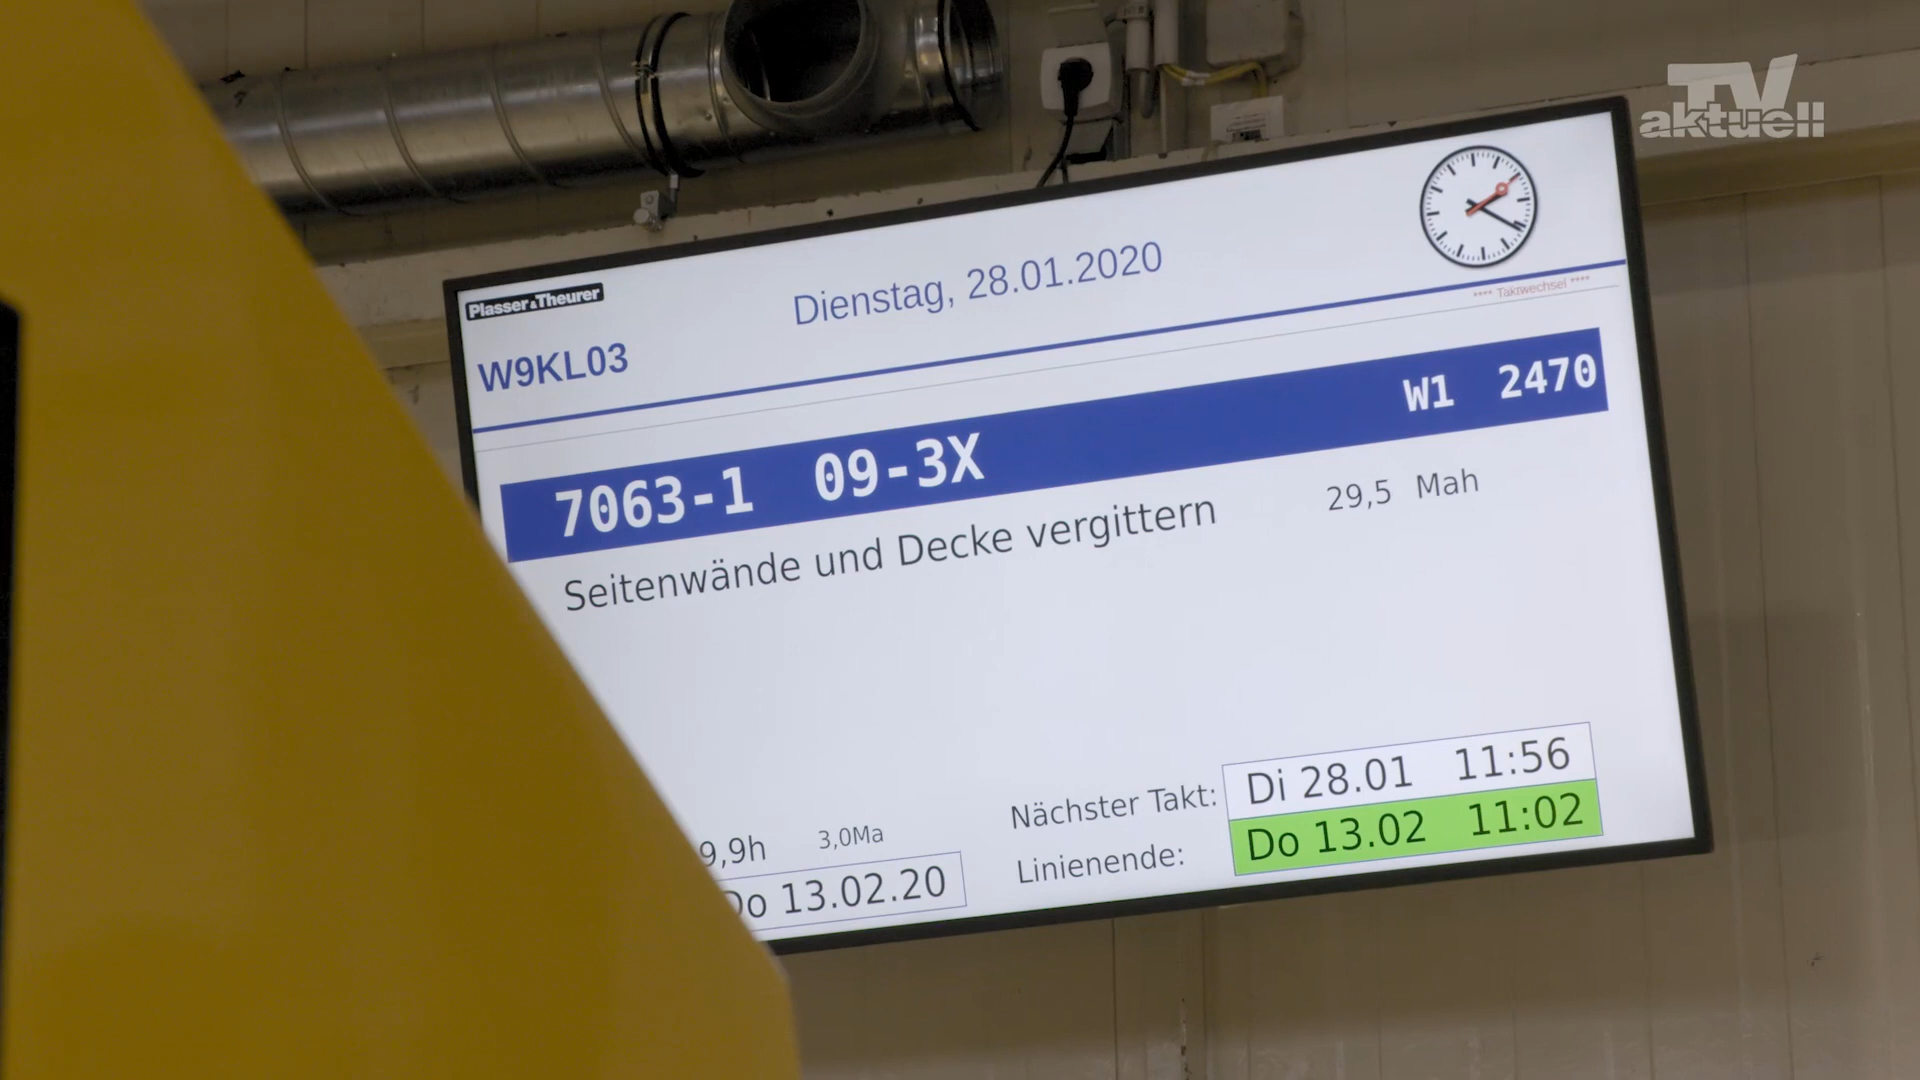 TV
aktuell
Plasser&Theurer
Dienstag, 28.01.2020
**** Taktwechsel ****
W9KL03
7063-1 09-3X W1 2470
Seitenwände und Decke vergittern 29,5 Mah
9,9h 3,0Ma
Do 13.02.20
Nächster Takt: Di 28.01 11:56
Linienende: Do 13.02 11:02